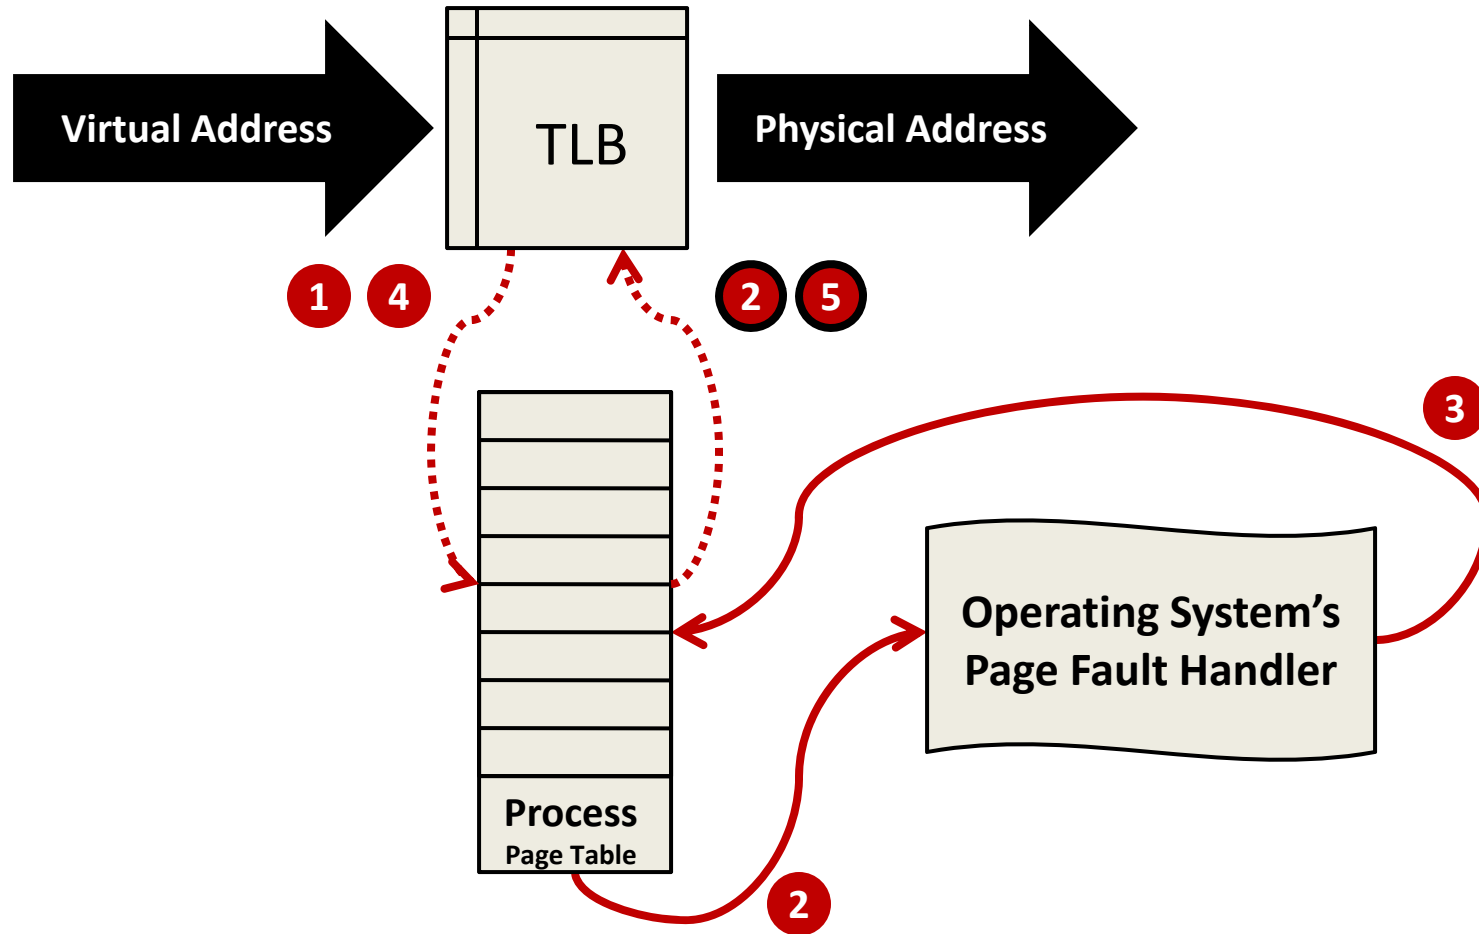 Virtual Address
TLB
Physical Address
1 4
2 5
3
Operating System’s
Page Fault Handler
Process
Page Table
2